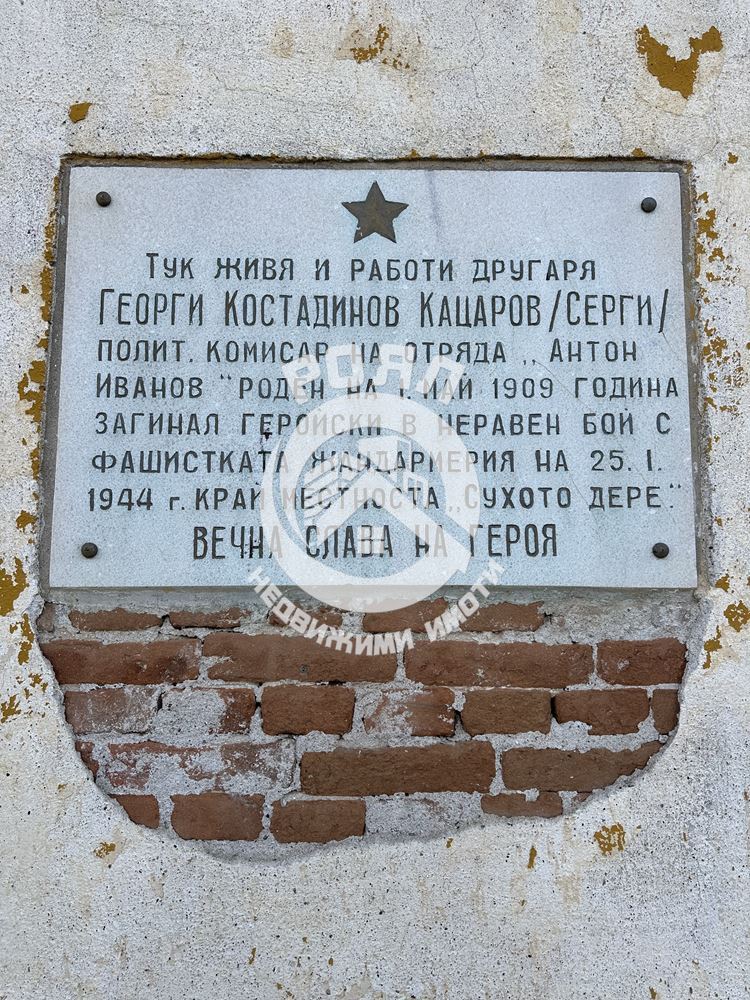 Тук живя и работи другаря
Георги Костадинов Кацаров /Серги/
полит. комисар на отряда „Антон
Иванов" роден на 1. май 1909 година
загинал геройски в неравен бой с
фашистката жандармерия на 25. I.
1944 г. край местноста „Сухото дере."
Вечна слава на героя
РОЯЛ
НЕДВИЖИМИ ИМОТИ